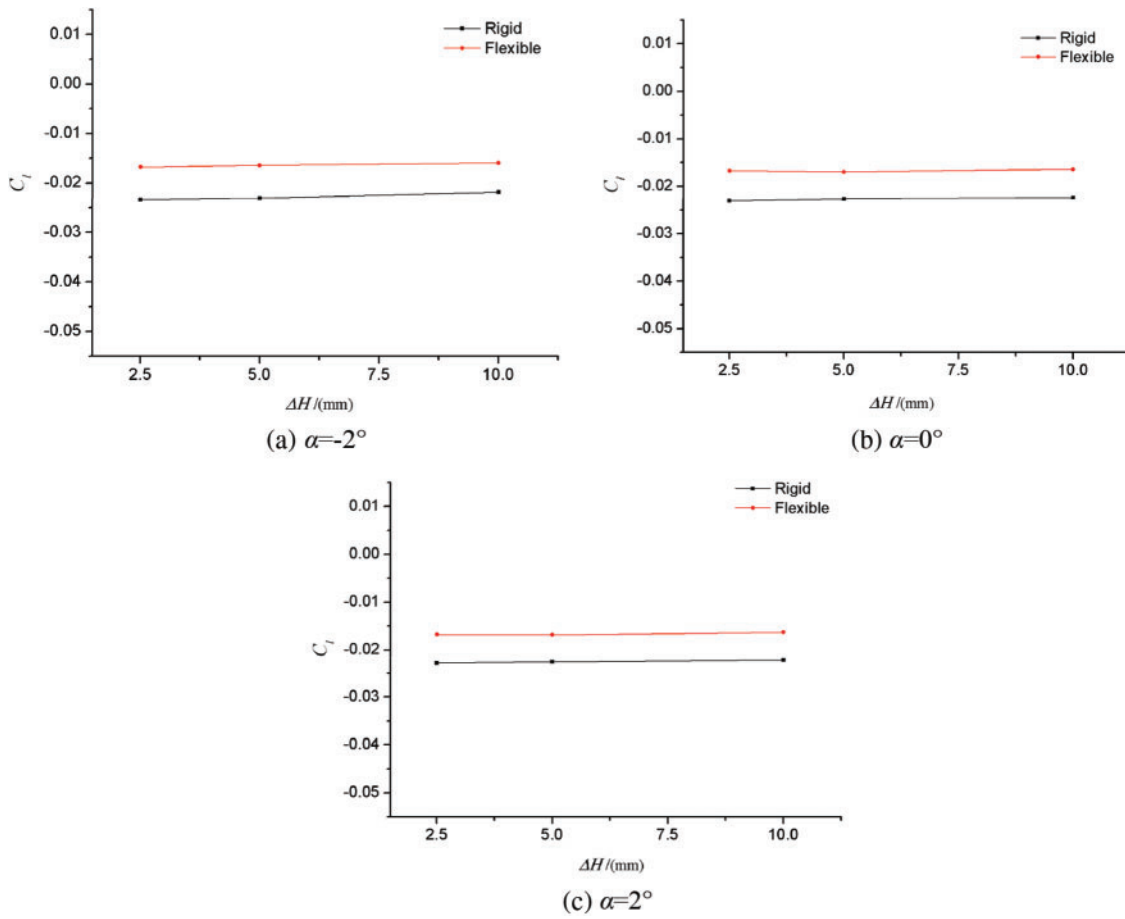 Rigid
Flexible
0.01
0.00
-0.01
-0.02
-0.03
-0.04
-0.05
C_l
2.5
5.0
7.5
10.0
ΔH/(mm)
(a) α=-2°
Rigid
Flexible
0.01
0.00
-0.01
-0.02
-0.03
-0.04
-0.05
C_l
2.5
5.0
7.5
10.0
ΔH/(mm)
(b) α=0°
Rigid
Flexible
0.01
0.00
-0.01
-0.02
-0.03
-0.04
-0.05
C_l
2.5
5.0
7.5
10.0
ΔH/(mm)
(c) α=2°